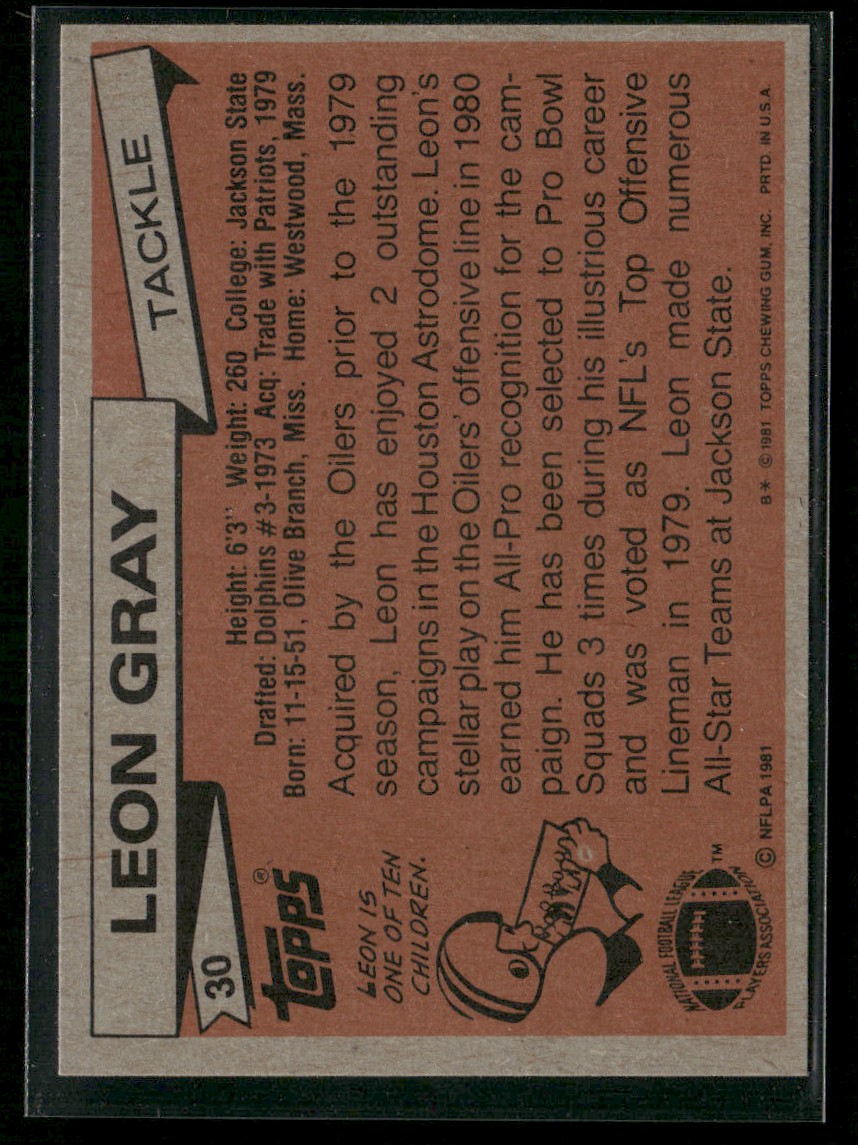 LEON GRAY
TACKLE
30
Topps®
LEON IS
ONE OF TEN
CHILDREN.
Height: 6'3" Weight: 260 College: Jackson State
Drafted: Dolphins #3-1973 Acq: Trade with Patriots, 1979
Born: 11-15-51, Olive Branch, Miss. Home: Westwood, Mass.
Acquired by the Oilers prior to the 1979
season, Leon has enjoyed 2 outstanding
campaigns in the Houston Astrodome. Leon's
stellar play on the Oilers' offensive line in 1980
earned him All-Pro recognition for the cam-
paign. He has been selected to Pro Bowl
Squads 3 times during his illustrious career
and was voted as NFL's Top Offensive
Lineman in 1979. Leon made numerous
All-Star Teams at Jackson State.
NATIONAL FOOTBALL LEAGUE
PLAYERS ASSOCIATION
TM
© NFLPA 1981
8* © 1981 TOPPS CHEWING GUM, INC. PRTD. IN U.S.A.